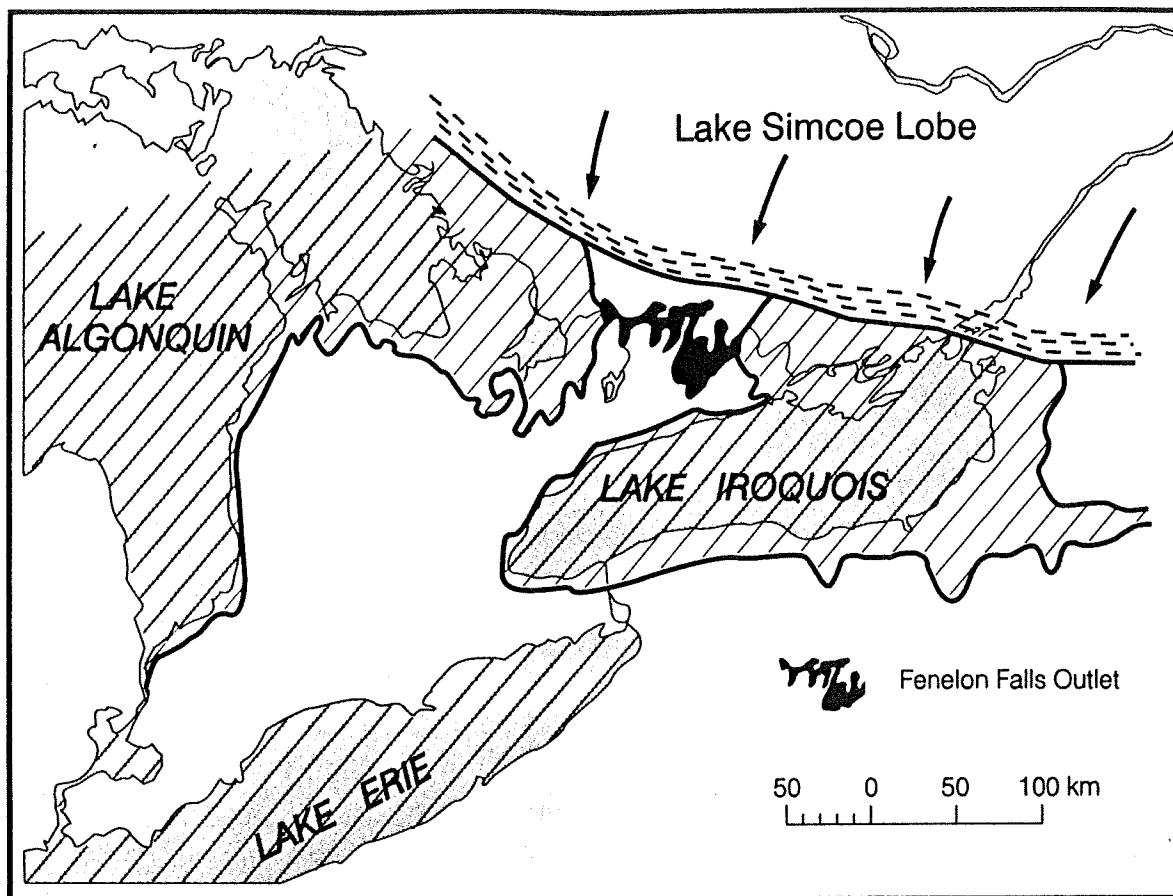 Lake Simcoe Lobe
LAKE
ALGONQUIN
LAKE IROQUOIS
Fenelon Falls Outlet
50 0 50 100 km
LAKE ERIE